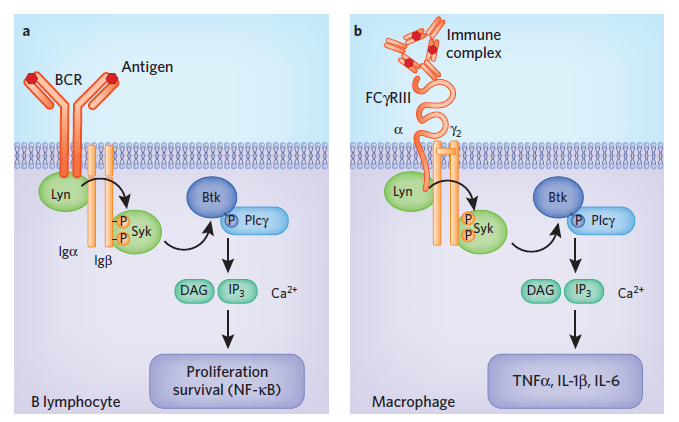 a
BCR
Antigen
Lyn
Igα
Igβ
P
P
Syk
Btk
P
Plcγ
DAG
IP3
Ca2+
Proliferation
survival (NF-κB)
B lymphocyte
b
Immune
complex
FCγRIII
α
γ2
Lyn
P
P
Syk
Btk
P
Plcγ
DAG
IP3
Ca2+
TNFα, IL-1β, IL-6
Macrophage